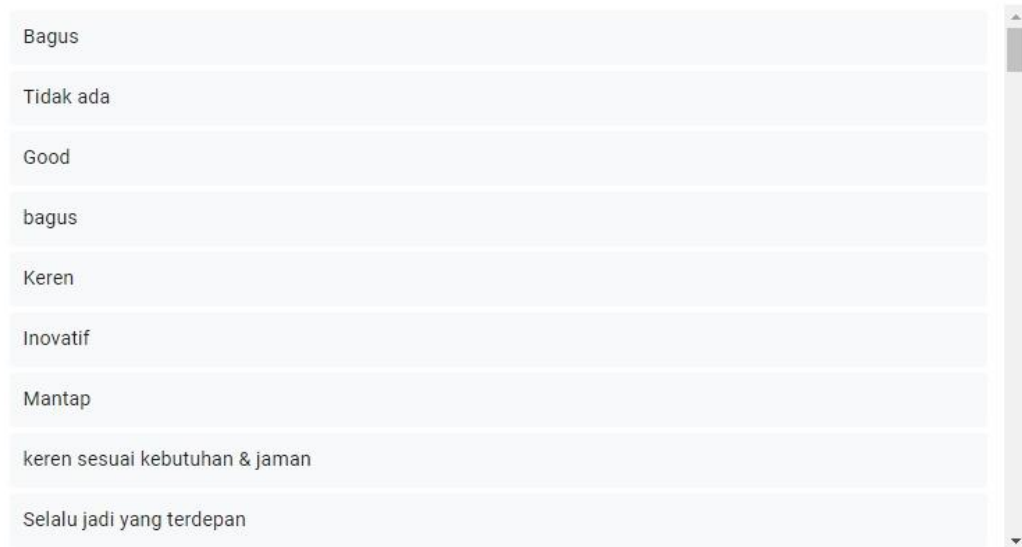 Bagus
Tidak ada
Good
bagus
Keren
Inovatif
Mantap
keren sesuai kebutuhan & jaman
Selalu jadi yang terdepan